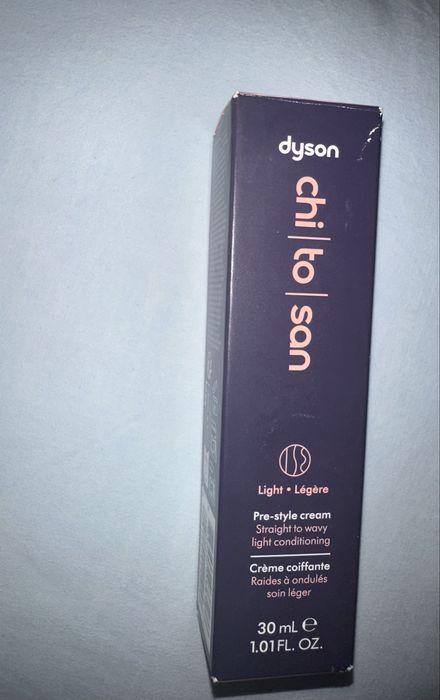 dyson
chi|to|san
Light • Légère
Pre-style cream
Straight to wavy
light conditioning
Crème coiffante
Raides à ondulés
soin léger
30 mL ℮
1.01 FL. OZ.